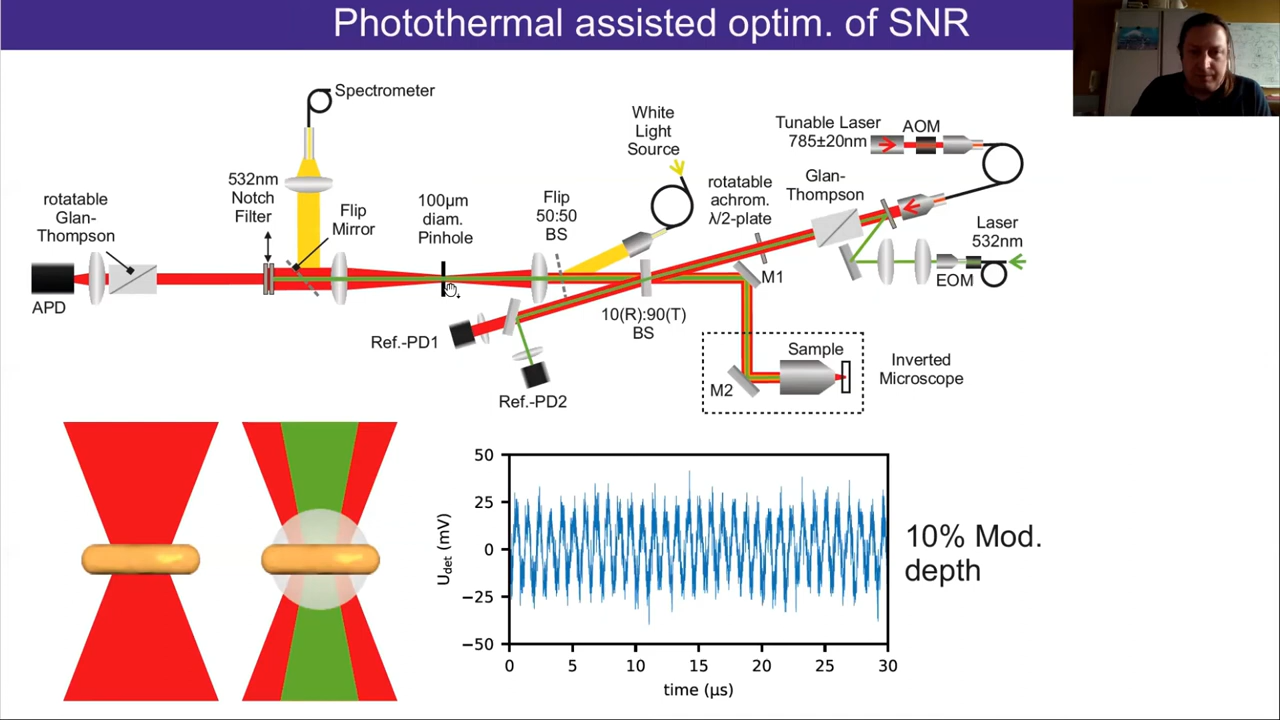 Photothermal assisted optim. of SNR
Spectrometer
White
Light
Source
Tunable Laser
785±20nm
AOM
532nm
Notch
Filter
rotatable
Glan-
Thompson
Flip
Mirror
100µm
diam.
Pinhole
Flip
50:50
BS
rotatable
achrom.
λ/2-plate
Glan-
Thompson
Laser
532nm
EOM
APD
M1
10(R):90(T)
BS
Ref.-PD1
Ref.-PD2
M2
Sample
Inverted
Microscope
U_det (mV)
50
25
0
−25
−50
0 5 10 15 20 25 30
time (µs)
10% Mod.
depth